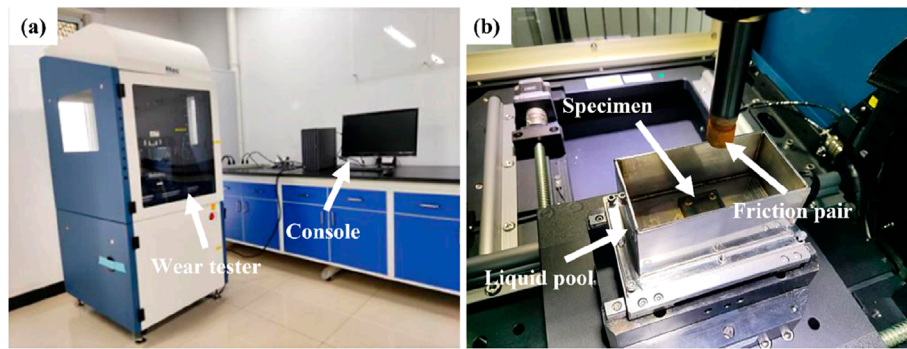 (a)
Console
Wear tester
(b)
Specimen
Friction pair
Liquid pool